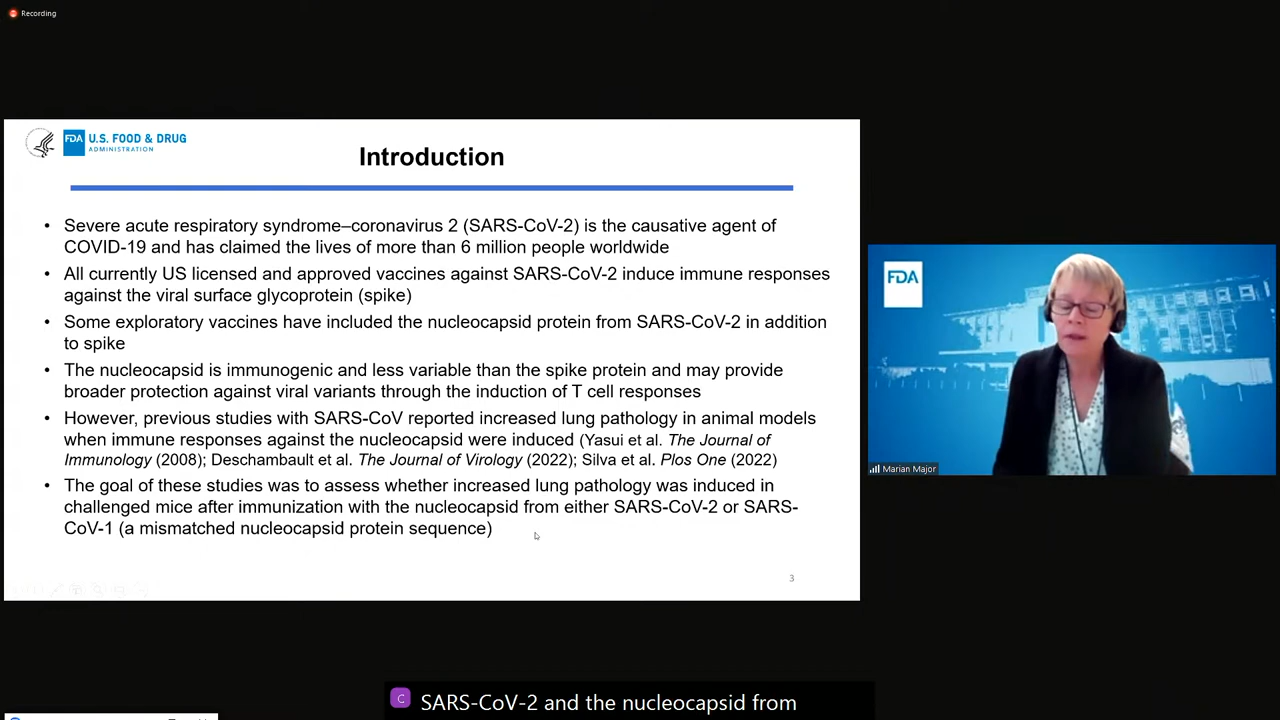 Recording
FDA U.S. FOOD & DRUG
ADMINISTRATION
Introduction
• Severe acute respiratory syndrome–coronavirus 2 (SARS-CoV-2) is the causative agent of
COVID-19 and has claimed the lives of more than 6 million people worldwide
• All currently US licensed and approved vaccines against SARS-CoV-2 induce immune responses
against the viral surface glycoprotein (spike)
• Some exploratory vaccines have included the nucleocapsid protein from SARS-CoV-2 in addition
to spike
• The nucleocapsid is immunogenic and less variable than the spike protein and may provide
broader protection against viral variants through the induction of T cell responses
• However, previous studies with SARS-CoV reported increased lung pathology in animal models
when immune responses against the nucleocapsid were induced (Yasui et al. The Journal of
Immunology (2008); Deschambault et al. The Journal of Virology (2022); Silva et al. Plos One (2022)
• The goal of these studies was to assess whether increased lung pathology was induced in
challenged mice after immunization with the nucleocapsid from either SARS-CoV-2 or SARS-
CoV-1 (a mismatched nucleocapsid protein sequence)
3
FDA
Marian Major
C SARS-CoV-2 and the nucleocapsid from